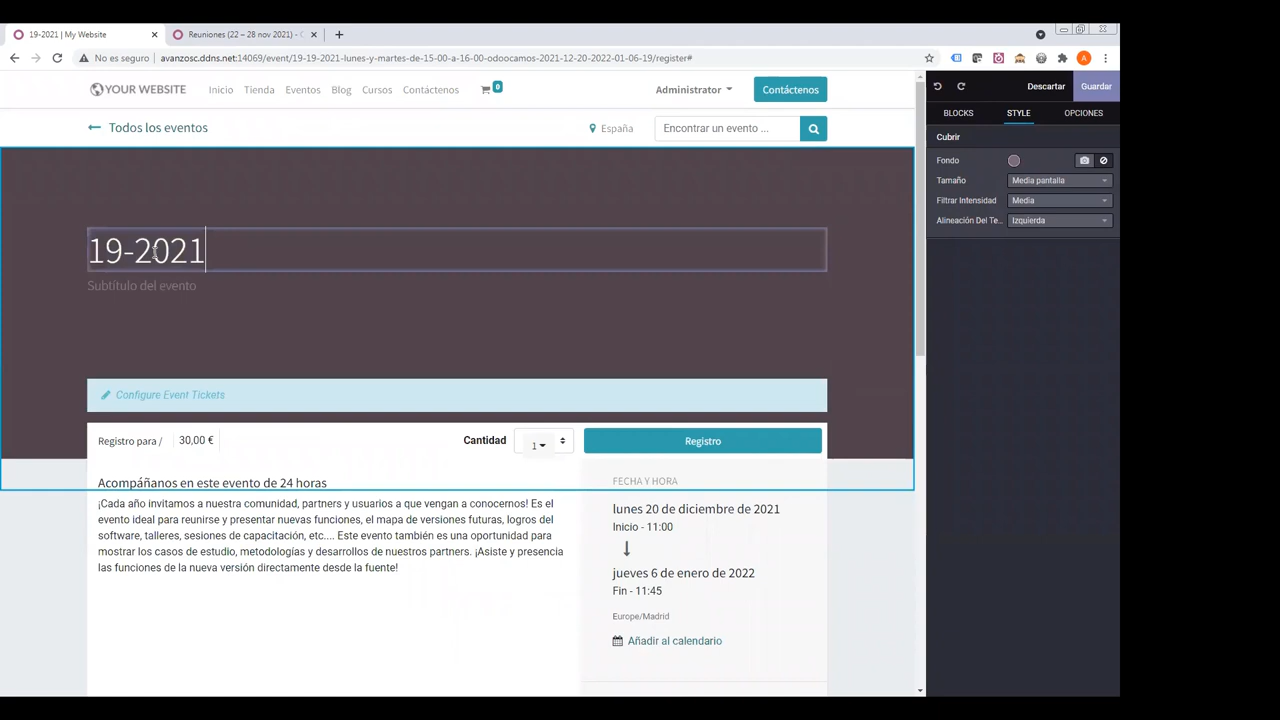 19-2021 | My Website
Reuniones (22 – 28 nov 2021) - O
No es seguro
avanzosc.ddns.net:14069/event/19-19-2021-lunes-y-martes-de-15-00-a-16-00-odoocamos-2021-12-20-2022-01-06-19/register#
A
YOUR WEBSITE
Inicio
Tienda
Eventos
Blog
Cursos
Contáctenos
0
Administrator
Contáctenos
Descartar
Guardar
BLOCKS
STYLE
OPCIONES
Todos los eventos
España
Encontrar un evento ...
Cubrir
Fondo
Tamaño
Media pantalla
Filtrar Intensidad
Media
Alineación Del Te...
Izquierda
19-2021
Subtítulo del evento
Configure Event Tickets
Registro para /
30,00 €
Cantidad
1
Registro
Acompáñanos en este evento de 24 horas
¡Cada año invitamos a nuestra comunidad, partners y usuarios a que vengan a conocernos! Es el
evento ideal para reunirse y presentar nuevas funciones, el mapa de versiones futuras, logros del
software, talleres, sesiones de capacitación, etc.... Este evento también es una oportunidad para
mostrar los casos de estudio, metodologías y desarrollos de nuestros partners. ¡Asiste y presencia
las funciones de la nueva versión directamente desde la fuente!
FECHA Y HORA
lunes 20 de diciembre de 2021
Inicio - 11:00
jueves 6 de enero de 2022
Fin - 11:45
Europe/Madrid
Añadir al calendario